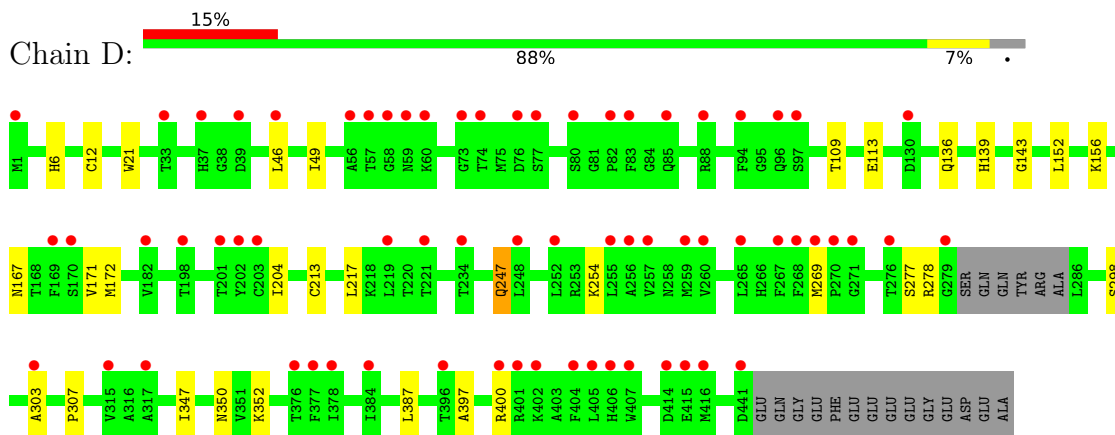 15%
Chain D:
88% 7% •
M1 H6 C12 W21 T33 H37 G38 D39 L46 I49 A56 T57 G58 N59 K60 G73 T74 M75 D76 S77 S80 G81 P82 F83 G84 Q85 R88 F94 G95 Q96 S97 T109 E113 D130 Q136 H139 G143 L152 K156
N167 T168 F169 S170 V171 M172 V182 T198 T201 Y202 C203 I204 C213 L217 K218 L219 T220 T221 T234 Q247 L248 L252 R253 K254 L255 A256 V257 N258 M259 V260 L265 H266 F267 F268 M269 P270 G271 T276 S277 R278 G279 SER GLN GLN TYR ARG ALA L286 S298
A303 P307 V315 A316 A317 I347 N350 V351 K352 T376 F377 I378 I384 L387 T396 A397 R400 R401 K402 A403 F404 L405 H406 W407 D414 E415 M416 D441 GLU GLN GLY GLU PHE GLU GLU GLU GLU GLY GLU ASP GLU ALA